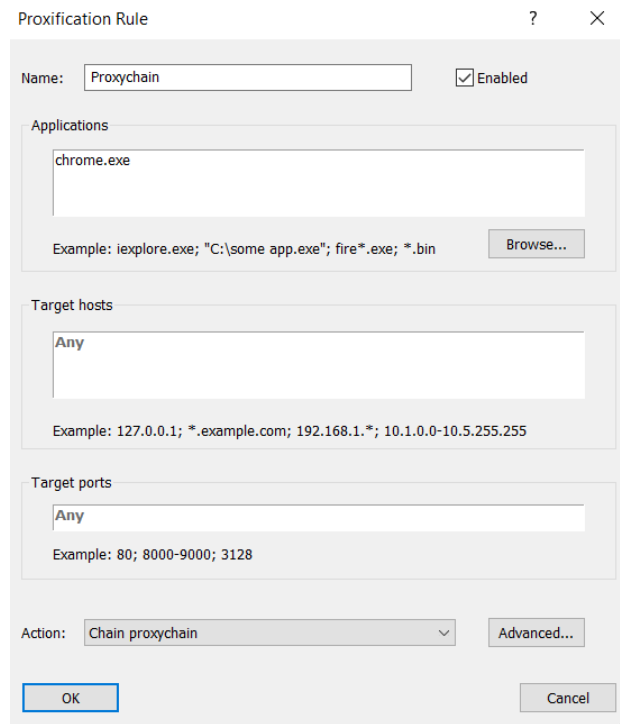 Proxification Rule
?
Name: Proxychain Enabled
Applications
chrome.exe
Example: iexplore.exe; "C:\some app.exe"; fire*.exe; *.bin Browse...
Target hosts
Any
Example: 127.0.0.1; *.example.com; 192.168.1.*; 10.1.0.0-10.5.255.255
Target ports
Any
Example: 80; 8000-9000; 3128
Action: Chain proxychain Advanced...
OK Cancel